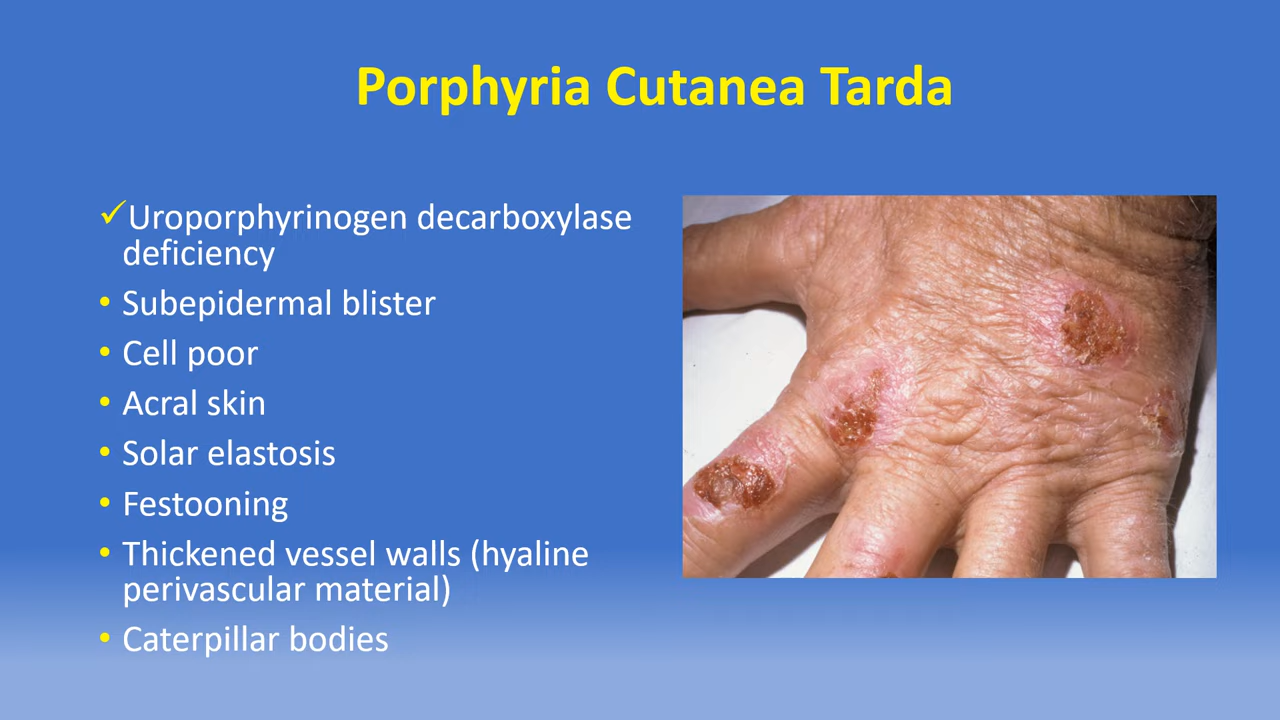 Porphyria Cutanea Tarda
✓Uroporphyrinogen decarboxylase
deficiency
• Subepidermal blister
• Cell poor
• Acral skin
• Solar elastosis
• Festooning
• Thickened vessel walls (hyaline
perivascular material)
• Caterpillar bodies